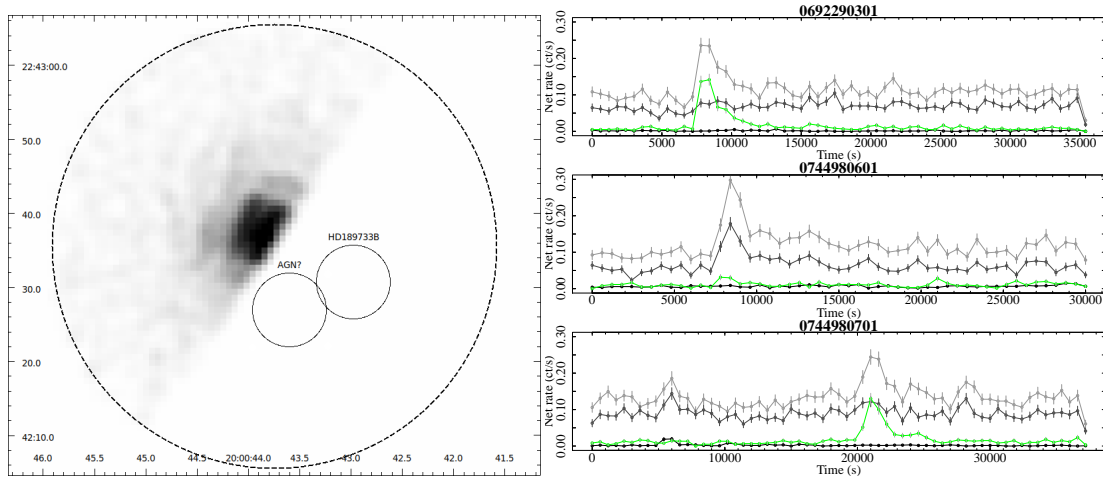 22:43:00.0
50.0
40.0
30.0
20.0
42:10.0
HD189733B
AGN?
46.0 45.0 44.5 20:00:44.0 43.5 43.0 42.5 42.0 41.5
0692290301
Net rate (ct/s)
0.00 0.10 0.20 0.30
0 5000 10000 15000 20000 25000 30000 35000
Time (s)
0744980601
Net rate (ct/s)
0.00 0.10 0.20 0.30
0 5000 10000 15000 20000 25000 30000
Time (s)
0744980701
Net rate (ct/s)
0.00 0.10 0.20 0.30
0 10000 20000 30000
Time (s)